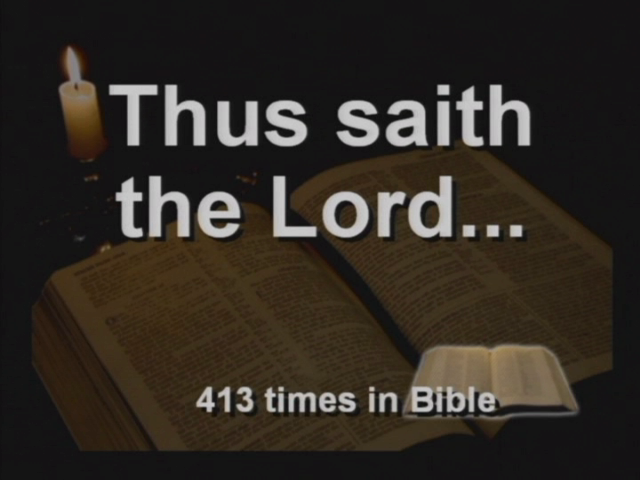 Thus saith
the Lord...
413 times in Bible